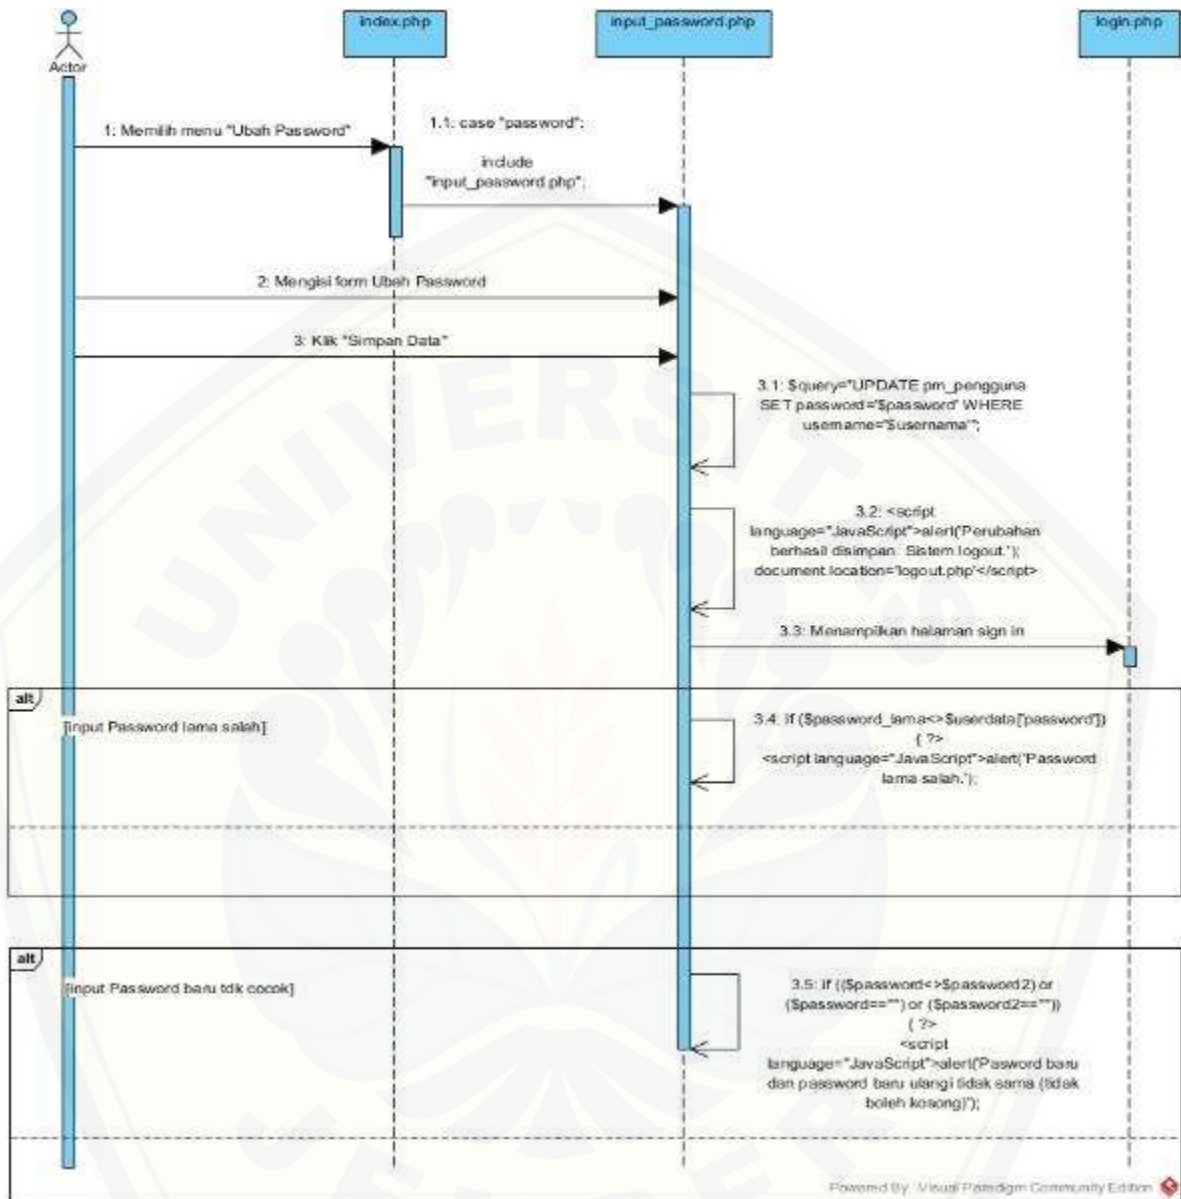 index.php
input_password.php
login.php
Actor
1: Memilih menu "Ubah Password"
1.1: case "password":
include
"input_password.php";
2: Mengisi form Ubah Password
3: Klik "Simpan Data"
3.1: $query="UPDATE pm_pengguna
SET password='$password' WHERE
username='$usernama'";
3.2: <script
language="JavaScript">alert('Perubahan
berhasil disimpan. Sistem logout.');
document.location='logout.php'</script>
3.3: Menampilkan halaman sign in
alt
[input Password lama salah]
3.4: if ($password_lama<>$userdata['password'])
{ ?>
<script language="JavaScript">alert('Password
lama salah.');
alt
[input Password baru tdk cocok]
3.5: if (($password<>$password2) or
($password=="") or ($password2==""))
{ ?>
<script
language="JavaScript">alert('Pasword baru
dan password baru ulangi tidak sama (tidak
boleh kosong)');
UNIVERSITAS
JEMBER
Powered By Visual Paradigm Community Edition